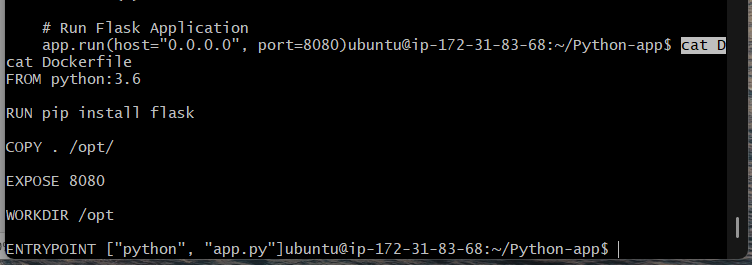 # Run Flask Application
app.run(host="0.0.0.0", port=8080)ubuntu@ip-172-31-83-68:~/Python-app$ cat D
cat Dockerfile
FROM python:3.6
RUN pip install flask
COPY . /opt/
EXPOSE 8080
WORKDIR /opt
ENTRYPOINT ["python", "app.py"]ubuntu@ip-172-31-83-68:~/Python-app$